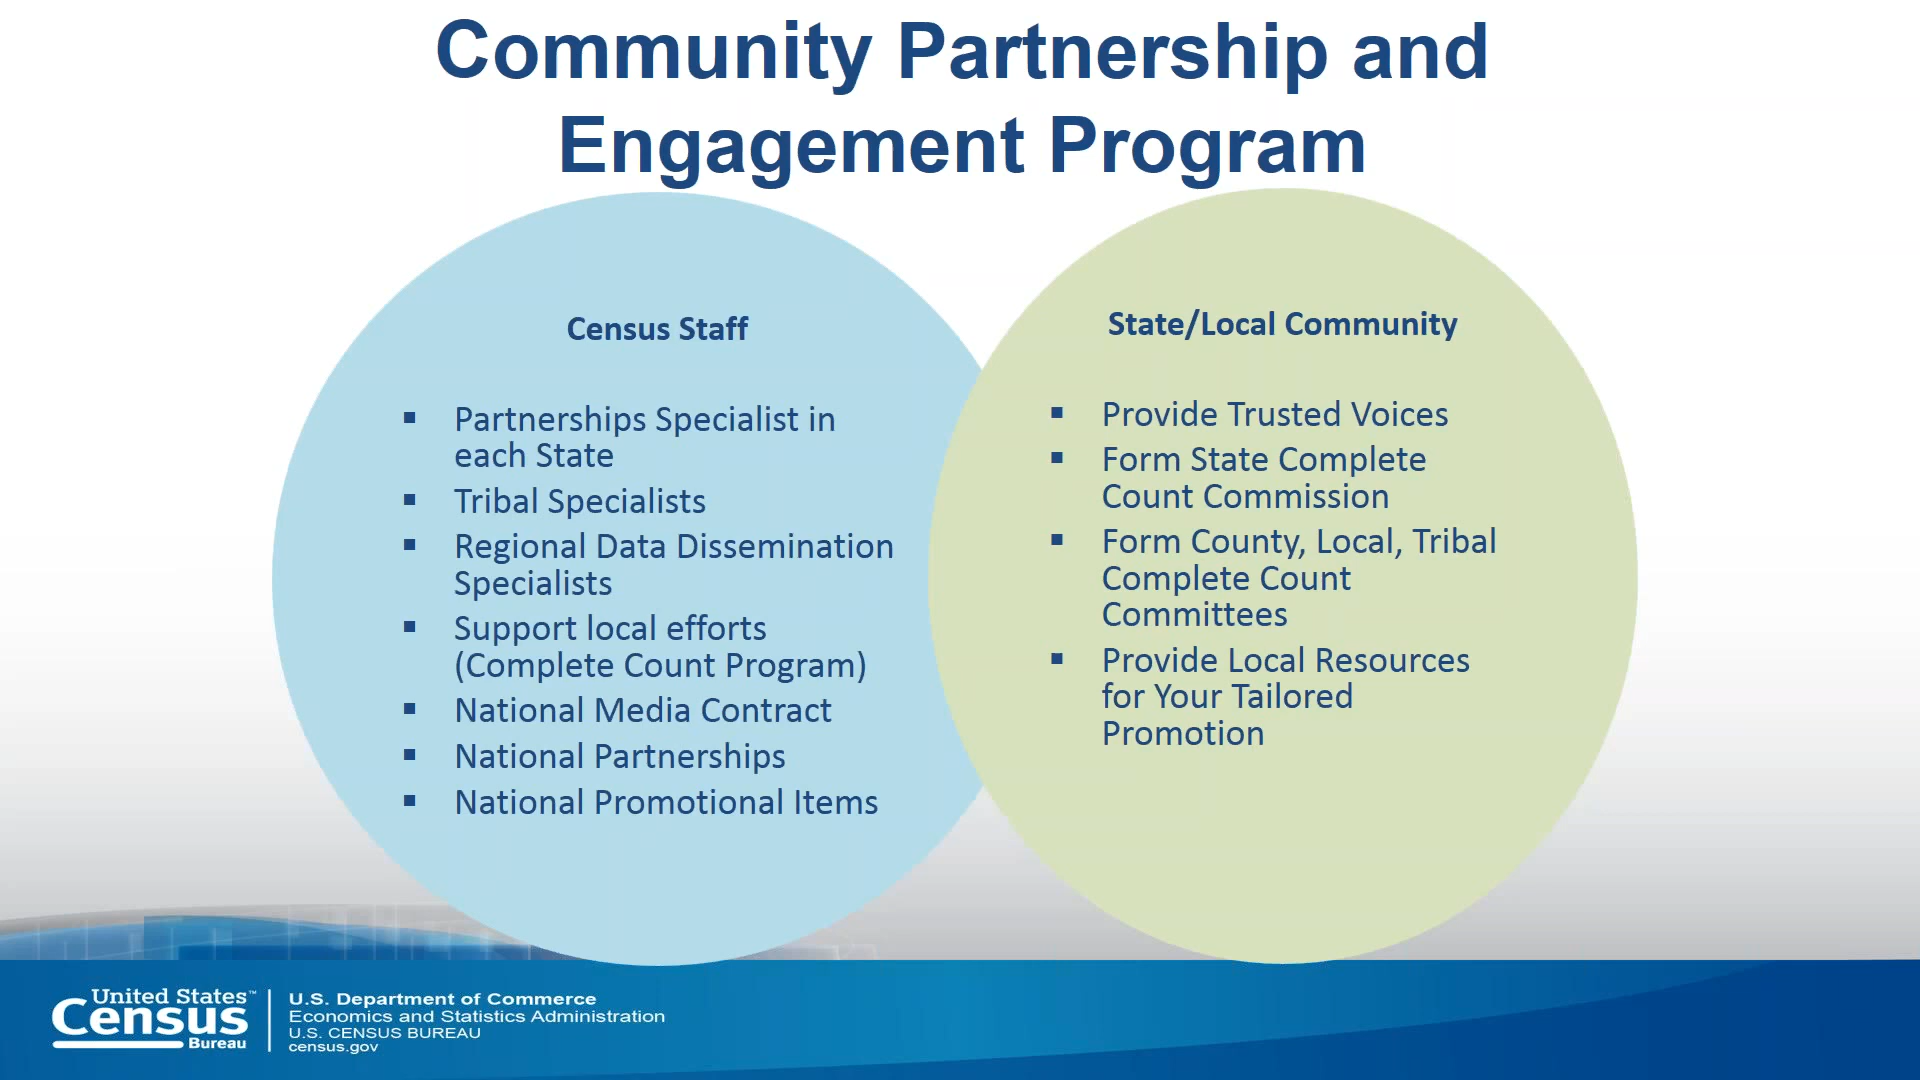 Community Partnership and
Engagement Program
Census Staff
▪ Partnerships Specialist in
each State
▪ Tribal Specialists
▪ Regional Data Dissemination
Specialists
▪ Support local efforts
(Complete Count Program)
▪ National Media Contract
▪ National Partnerships
▪ National Promotional Items
State/Local Community
▪ Provide Trusted Voices
▪ Form State Complete
Count Commission
▪ Form County, Local, Tribal
Complete Count
Committees
▪ Provide Local Resources
for Your Tailored
Promotion
United States™
Census
Bureau
U.S. Department of Commerce
Economics and Statistics Administration
U.S. CENSUS BUREAU
census.gov